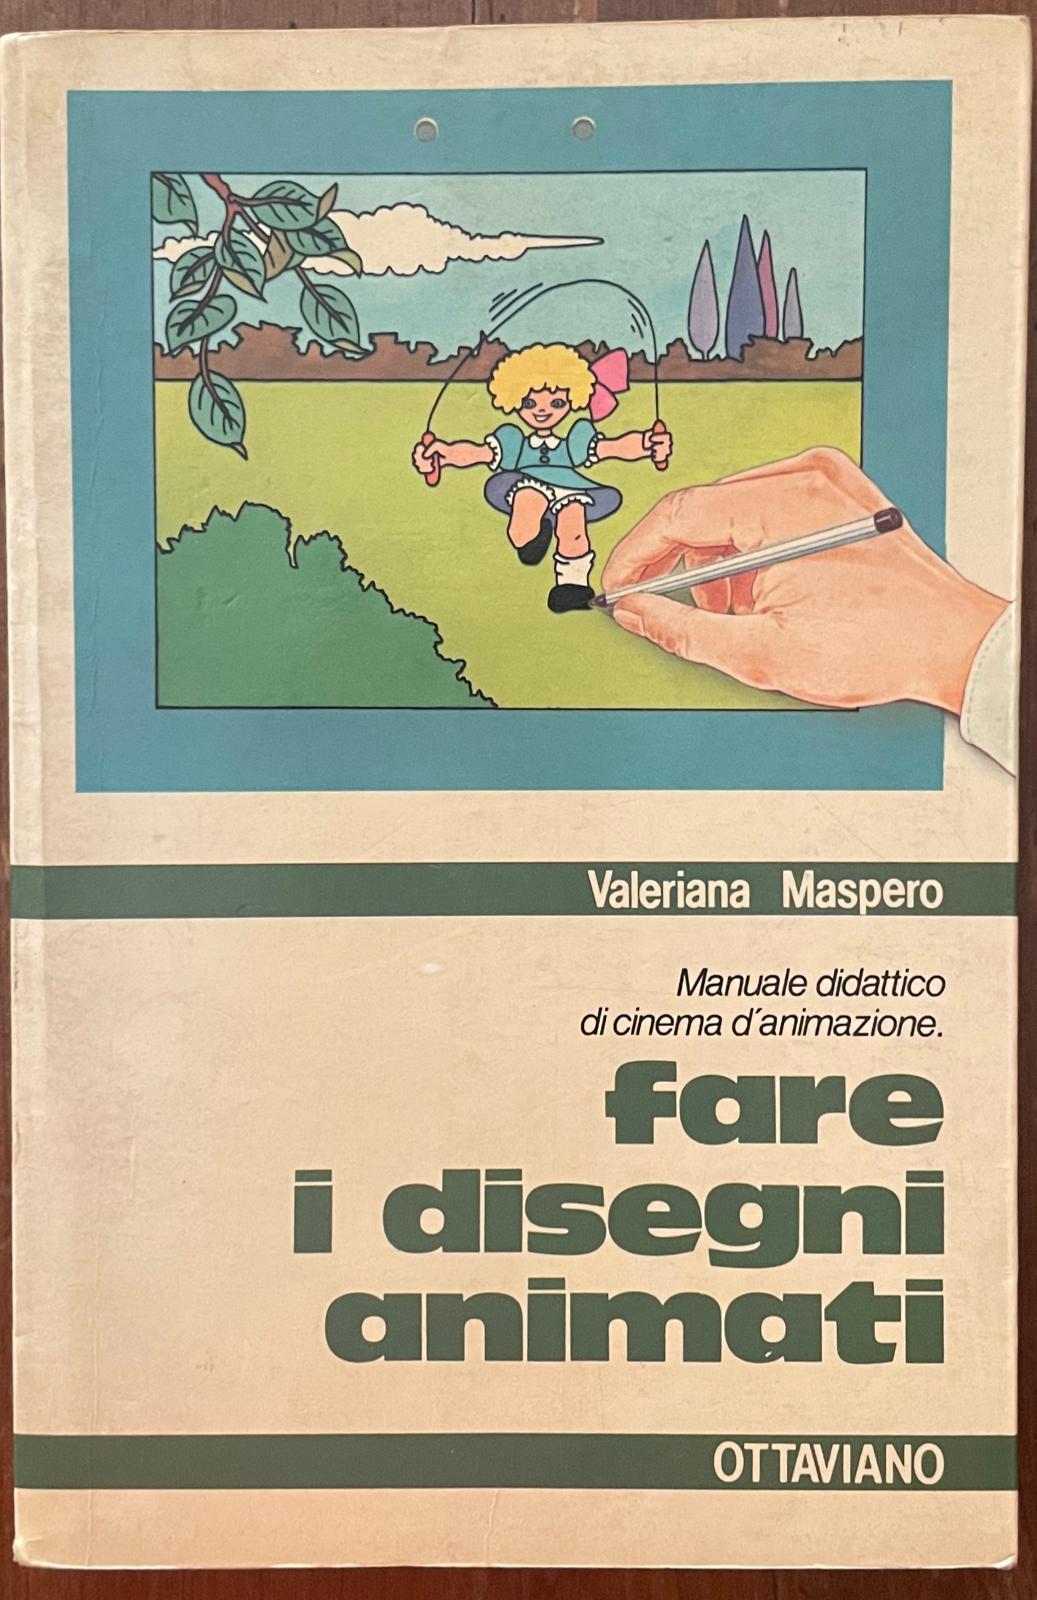 Valeriana Maspero
Manuale didattico
di cinema d'animazione.
fare
i disegni
animati
OTTAVIANO